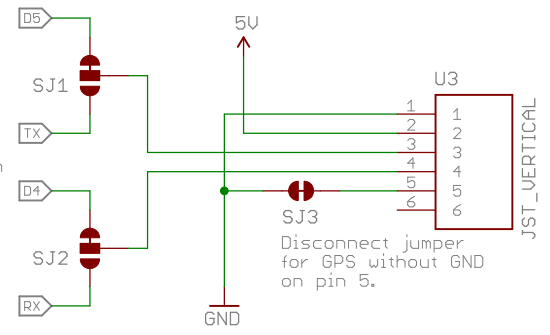 D5
5V
U3
SJ1
TX
1 1
2 2
3 3
4 4
5 5
6 6
JST_VERTICAL
n
D4
SJ3
Disconnect jumper
for GPS without GND
on pin 5.
SJ2
RX
GND